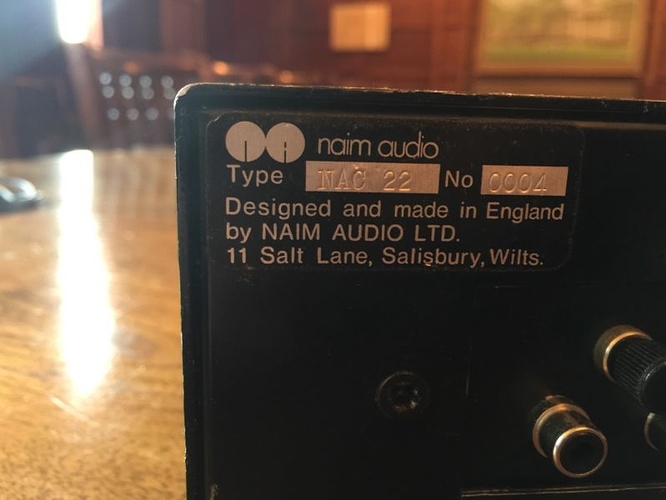 naim audio
Type NAC 22 No 0004
Designed and made in England
by NAIM AUDIO LTD.
11 Salt Lane, Salisbury, Wilts.